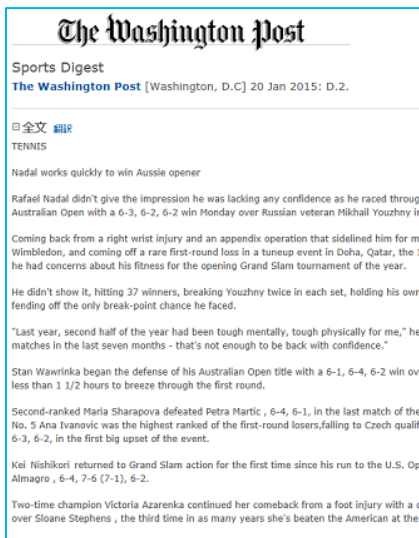 The Washington Post
Sports Digest
The Washington Post [Washington, D.C] 20 Jan 2015: D.2.
全文 翻訳
TENNIS
Nadal works quickly to win Aussie opener
Rafael Nadal didn't give the impression he was lacking any confidence as he raced throug
Australian Open with a 6-3, 6-2, 6-2 win Monday over Russian veteran Mikhail Youzhny i
Coming back from a right wrist injury and an appendix operation that sidelined him for m
Wimbledon, and coming off a rare first-round loss in a tuneup event in Doha, Qatar, the
he had concerns about his fitness for the opening Grand Slam tournament of the year.
He didn't show it, hitting 37 winners, breaking Youzhny twice in each set, holding his own
fending off the only break-point chance he faced.
"Last year, second half of the year had been tough mentally, tough physically for me," he
matches in the last seven months - that's not enough to be back with confidence."
Stan Wawrinka began the defense of his Australian Open title with a 6-1, 6-4, 6-2 win ov
less than 1 1/2 hours to breeze through the first round.
Second-ranked Maria Sharapova defeated Petra Martic , 6-4, 6-1, in the last match of the
No. 5 Ana Ivanovic was the highest ranked of the first-round losers,falling to Czech qualif
6-3, 6-2, in the first big upset of the event.
Kei Nishikori returned to Grand Slam action for the first time since his run to the U.S. Op
Almagro , 6-4, 7-6 (7-1), 6-2.
Two-time champion Victoria Azarenka continued her comeback from a foot injury with a
over Sloane Stephens , the third time in as many years she's beaten the American at the